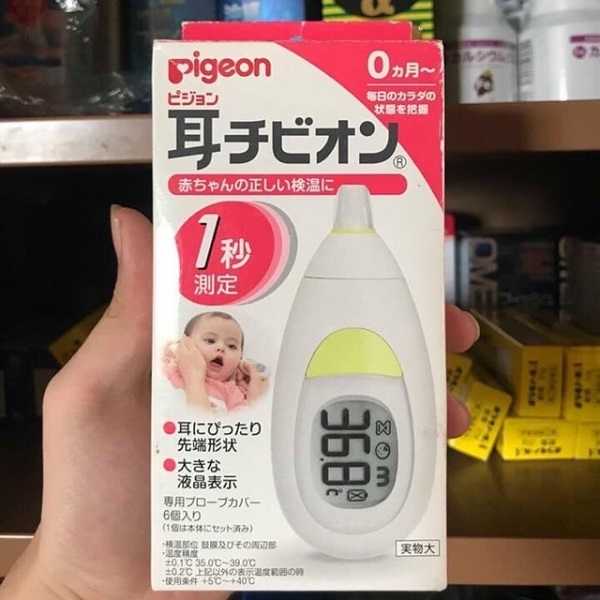 pigeon
ピジョン
0ヵ月~
毎日のカラダの
状態を把握
耳チビオン®
赤ちゃんの正しい検温に
1秒
測定
36.8
℃
・耳にぴったり
先端形状
・大きな
液晶表示
専用プローブカバー
6個入り
(1個は本体にセット済み)
・検温部位 鼓膜及びその周辺部
・温度精度
±0.1℃ 35.0℃~39.0℃
±0.2℃ 上記以外の表示温度範囲の時
・使用条件 +5℃~+40℃
実物大
カルシウム